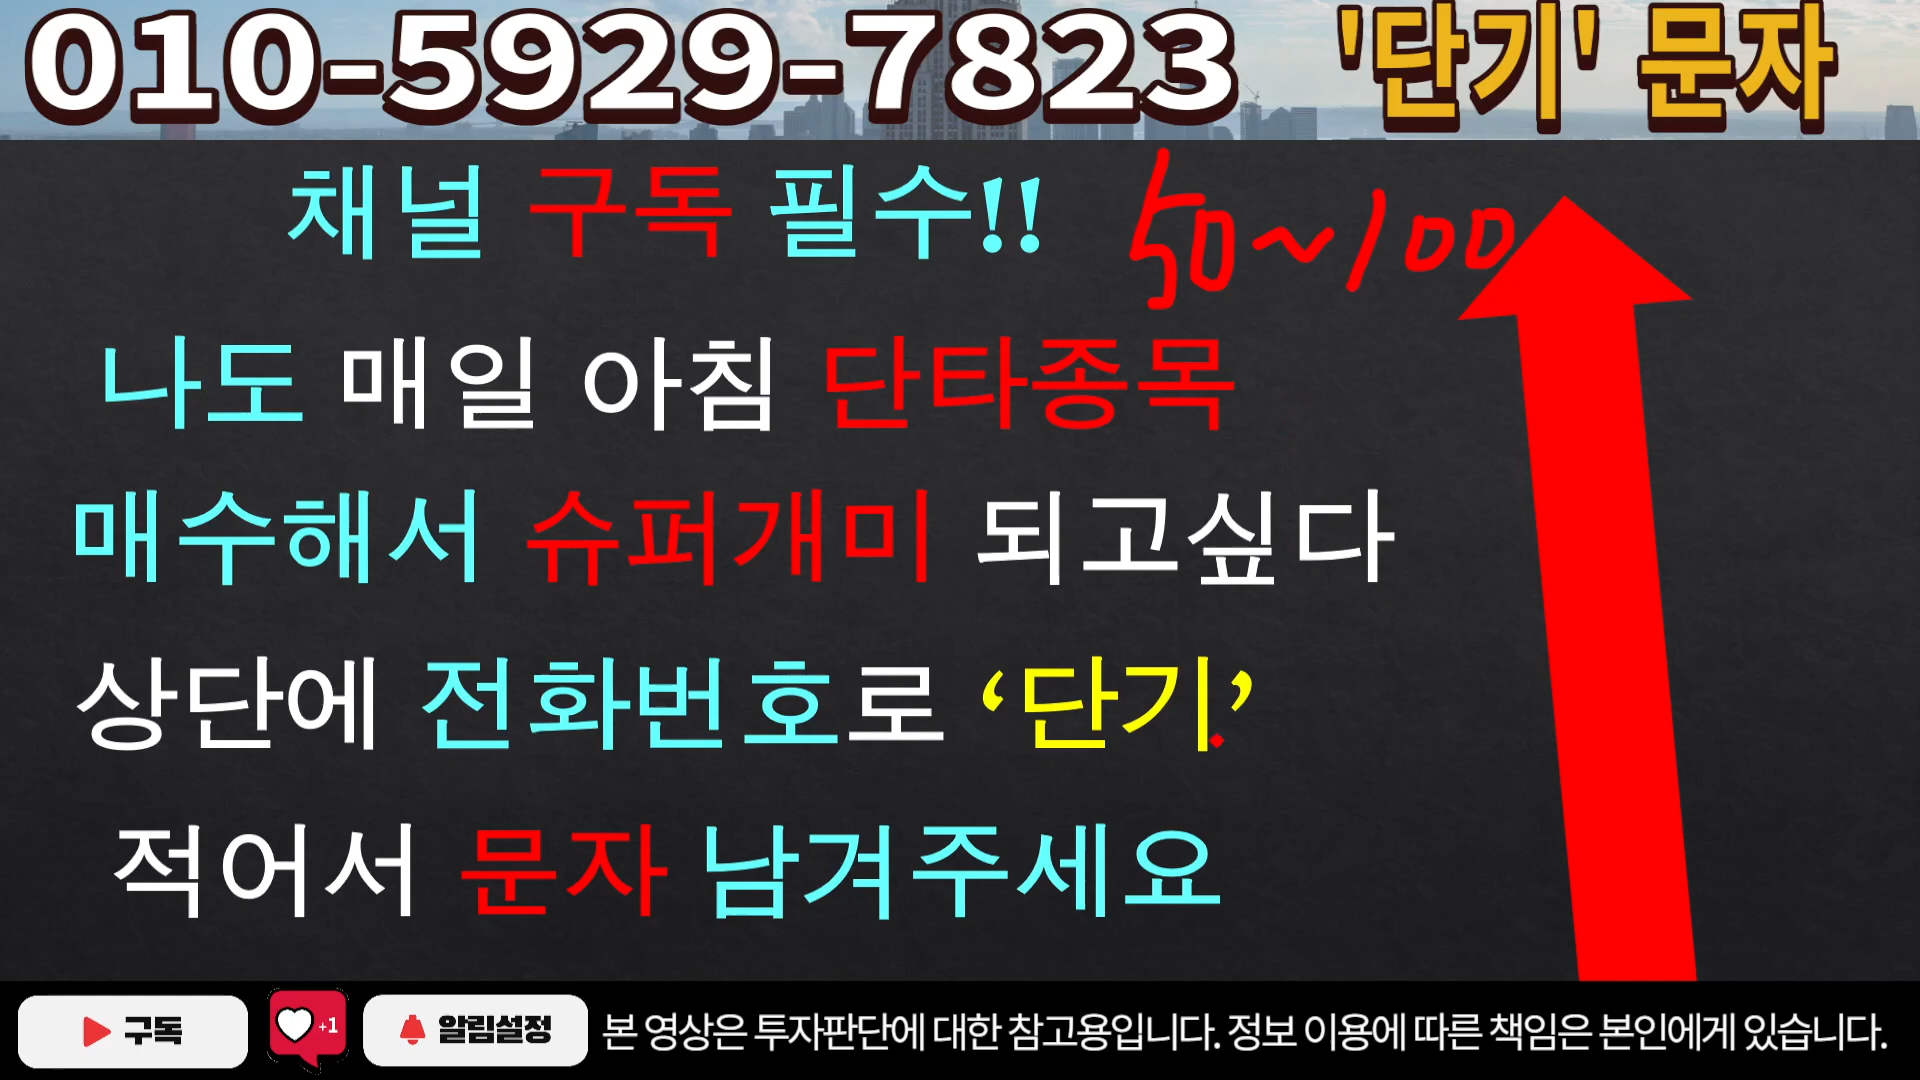 010-5929-7823 '단기' 문자
채널 구독 필수!! 50~100
나도 매일 아침 단타종목
매수해서 슈퍼개미 되고싶다
상단에 전화번호로 ‘단기’
적어서 문자 남겨주세요
구독 +1 알림설정 본 영상은 투자판단에 대한 참고용입니다. 정보 이용에 따른 책임은 본인에게 있습니다.